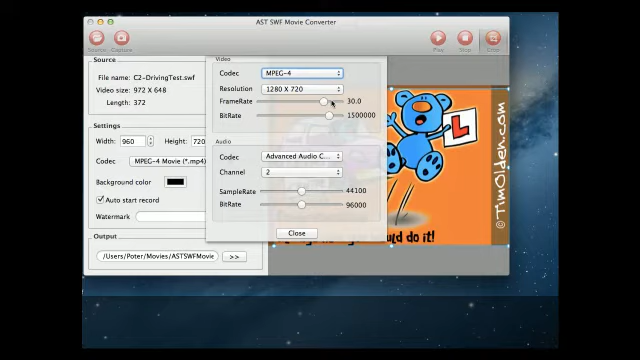 AST SWF Movie Converter
Source
Capture
Play
Stop
Source
File name: C2-DrivingTest.swf
Video size: 972 X 648
Length: 372
Settings
Width: 960
Height: 720
Codec
MPEG-4 Movie (*.mp4)
Background color
Auto start record
Watermark
Output
/Users/Poter/Movies/ASTSWFMovie
>>
Video
Codec
MPEG-4
Resolution
1280 X 720
FrameRate
30.0
BitRate
1500000
Audio
Codec
Advanced Audio C...
Channel
2
SampleRate
44100
BitRate
96000
Close
L
©TimOlden.com
would do it!